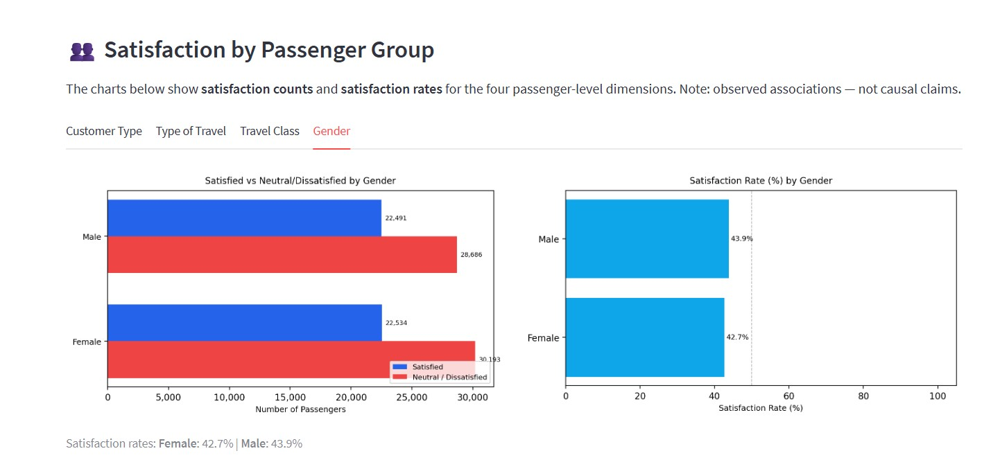 Satisfaction by Passenger Group
The charts below show satisfaction counts and satisfaction rates for the four passenger-level dimensions. Note: observed associations — not causal claims.
Customer Type Type of Travel Travel Class Gender
Satisfied vs Neutral/Dissatisfied by Gender
Male
22,491
28,686
Female
22,534
30,193
Satisfied
Neutral / Dissatisfied
0 5,000 10,000 15,000 20,000 25,000 30,000
Number of Passengers
Satisfaction Rate (%) by Gender
Male
43.9%
Female
42.7%
0 20 40 60 80 100
Satisfaction Rate (%)
Satisfaction rates: Female: 42.7% | Male: 43.9%